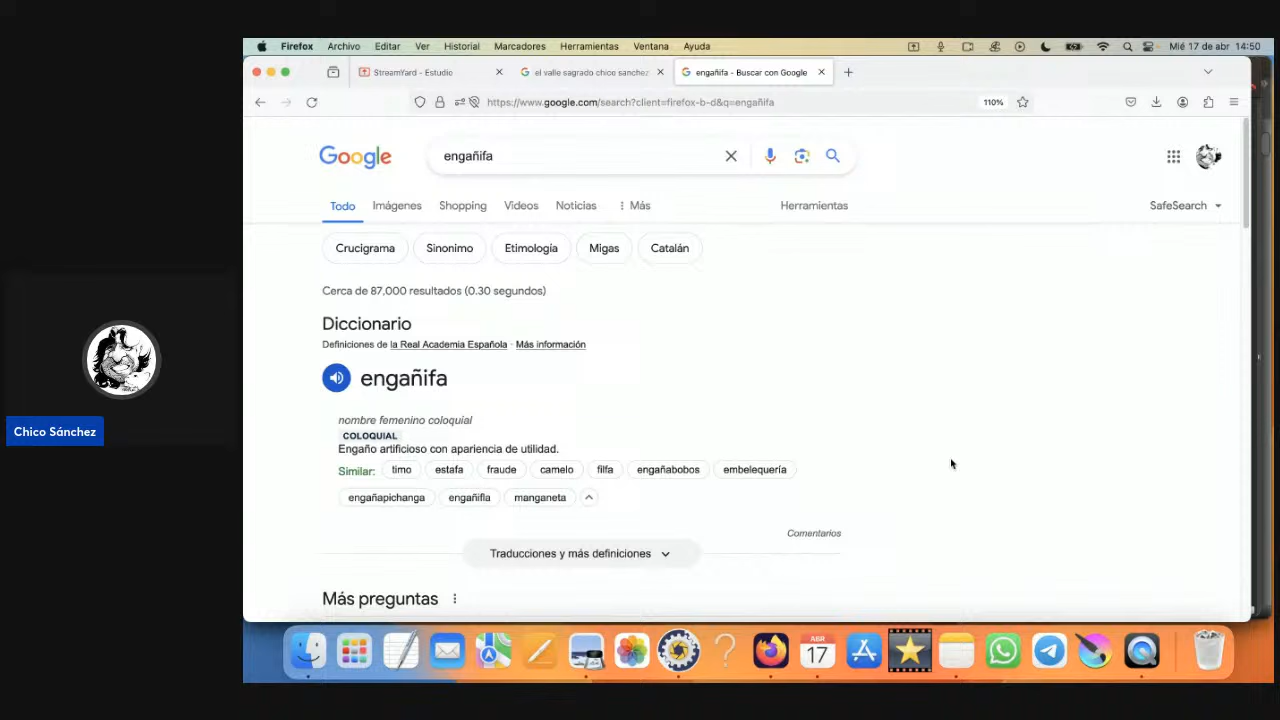 Firefox Archivo Editar Ver Historial Marcadores Herramientas Ventana Ayuda Mié 17 de abr 14:50
StreamYard - Estudio
el valle sagrado chico sanchez
engañifa - Buscar con Google
https://www.google.com/search?client=firefox-b-d&q=engañifa 110%
Google engañifa
Todo Imágenes Shopping Videos Noticias Más Herramientas SafeSearch
Crucigrama Sinonimo Etimología Migas Catalán
Cerca de 87,000 resultados (0.30 segundos)
Diccionario
Definiciones de la Real Academia Española · Más información
engañifa
nombre femenino coloquial
COLOQUIAL
Engaño artificioso con apariencia de utilidad.
Similar: timo estafa fraude camelo filfa engañabobos embelequería
engañapichanga engañifla manganeta
Comentarios
Traducciones y más definiciones
Más preguntas
Chico Sánchez
ABR
17